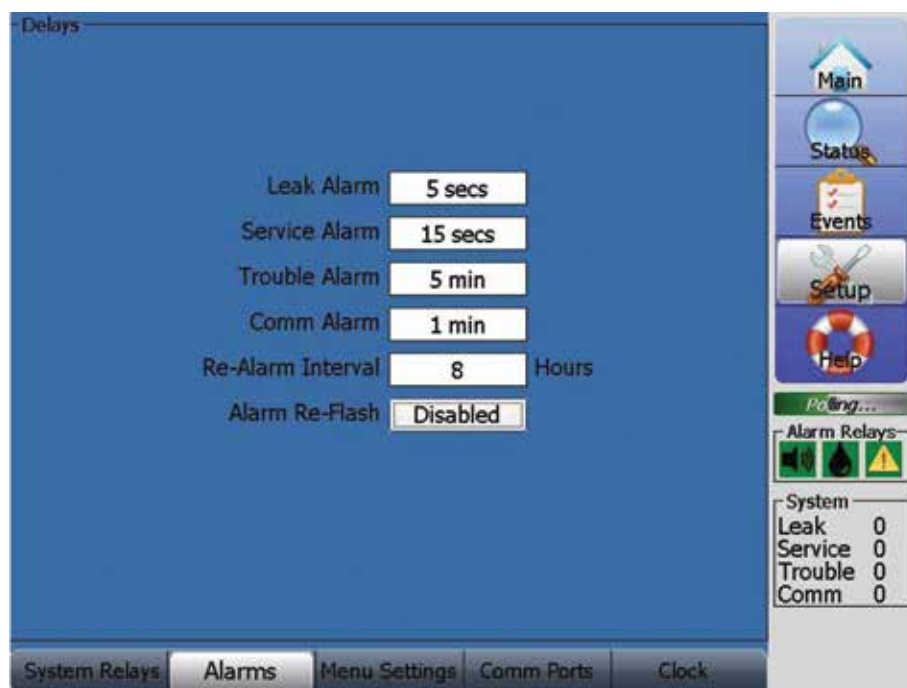 Delays
Leak Alarm 5 secs
Service Alarm 15 secs
Trouble Alarm 5 min
Comm Alarm 1 min
Re-Alarm Interval 8 Hours
Alarm Re-Flash Disabled
System Relays Alarms Menu Settings Comm Ports Clock
Main
Status
Events
Setup
Help
Polling...
Alarm Relays
System
Leak 0
Service 0
Trouble 0
Comm 0